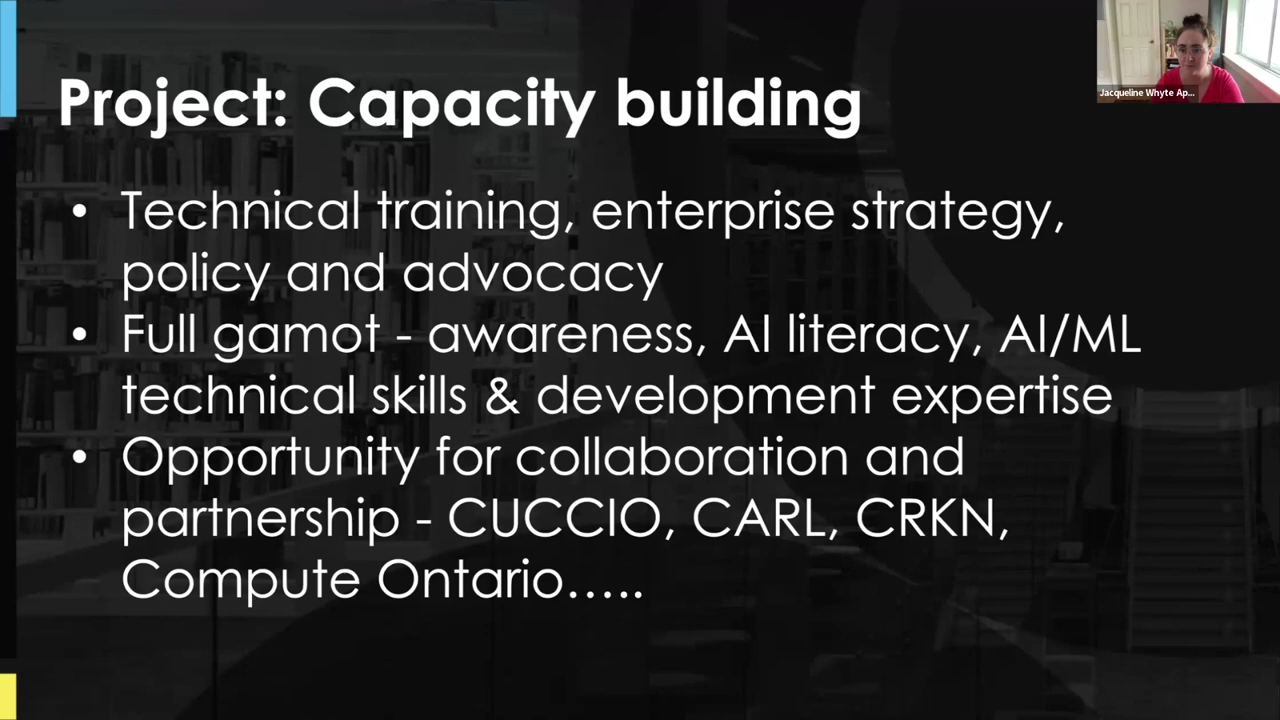 Project: Capacity building
Jacqueline Whyte Ap...
• Technical training, enterprise strategy,
policy and advocacy
• Full gamot - awareness, AI literacy, AI/ML
technical skills & development expertise
• Opportunity for collaboration and
partnership - CUCCIO, CARL, CRKN,
Compute Ontario.....